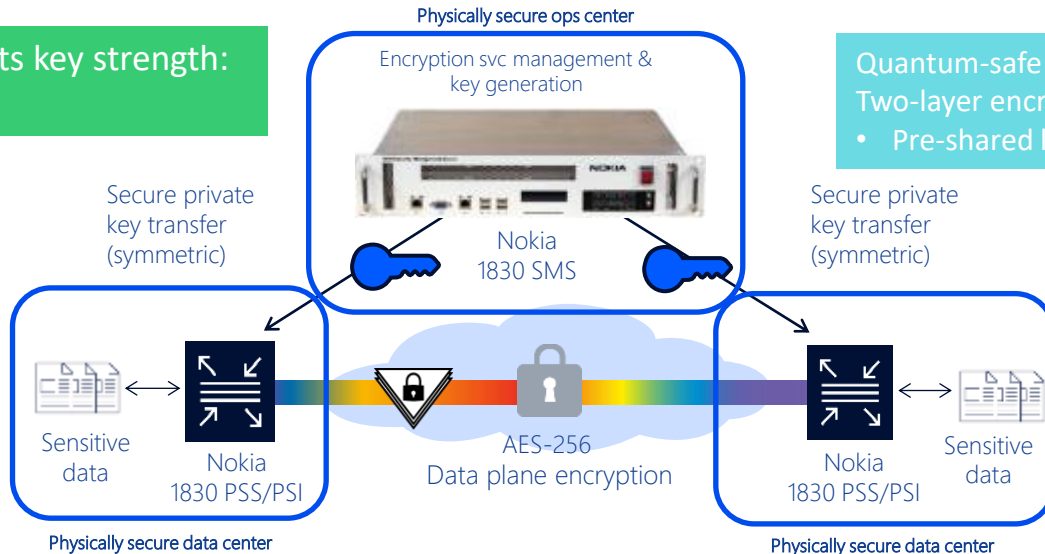 Physically secure ops center
ts key strength:
Encryption svc management &
key generation
Quantum-safe
Two-layer encr
• Pre-shared
NOKIA
Secure private
key transfer
(symmetric)
Nokia
1830 SMS
Secure private
key transfer
(symmetric)
Sensitive
data
Nokia
1830 PSS/PSI
AES-256
Data plane encryption
Nokia
1830 PSS/PSI
Sensitive
data
Physically secure data center
Physically secure data center